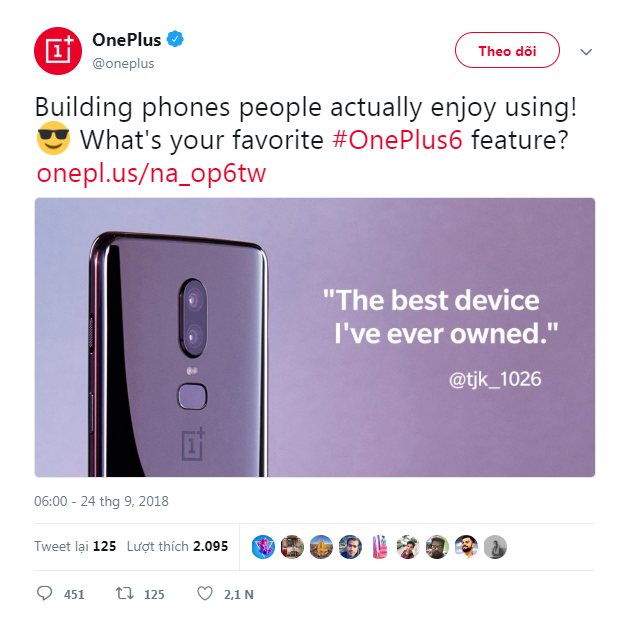 OnePlus
@oneplus
Theo dõi
Building phones people actually enjoy using!
😎 What's your favorite #OnePlus6 feature?
onepl.us/na_op6tw
"The best device
I've ever owned."
@tjk_1026
06:00 - 24 thg 9, 2018
Tweet lại 125 Lượt thích 2.095
451 125 2,1 N